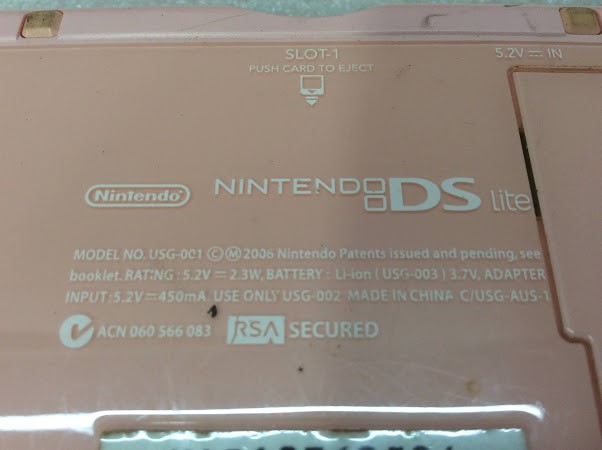 SLOT-1
PUSH CARD TO EJECT
5.2V ⎓ IN
Nintendo
NINTENDO DS lite
MODEL NO. USG-001 ©Ⓜ 2006 Nintendo Patents issued and pending, see
booklet. RATING : 5.2V ⎓ 2.3W, BATTERY : Li-ion ( USG-003 ) 3.7V, ADAPTER
INPUT : 5.2V ⎓ 450mA. USE ONLY USG-002 MADE IN CHINA C/USG-AUS-1
ACN 060 566 083 RSA SECURED